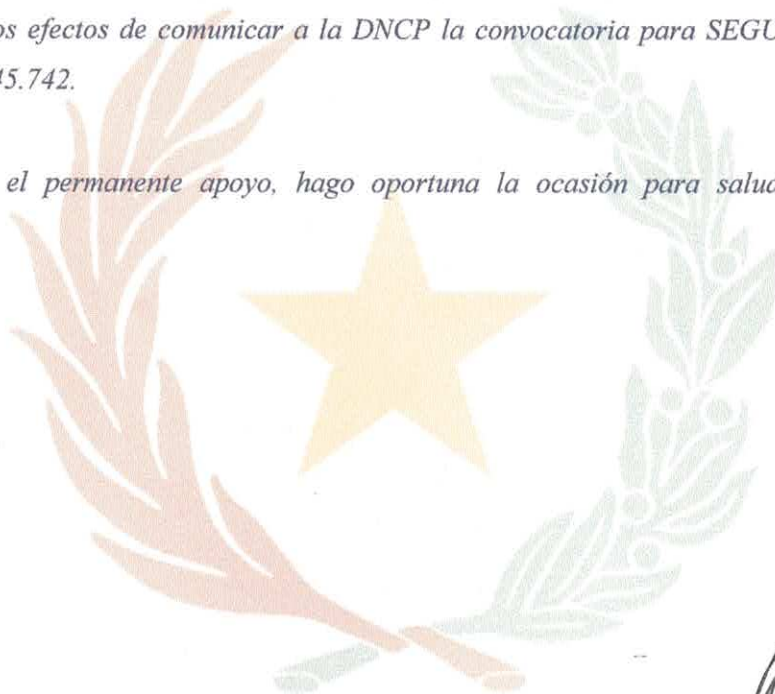 os efectos de comunicar a la DNCP la convocatoria para SEGU
45.742.
el permanente apoyo, hago oportuna la ocasión para salud